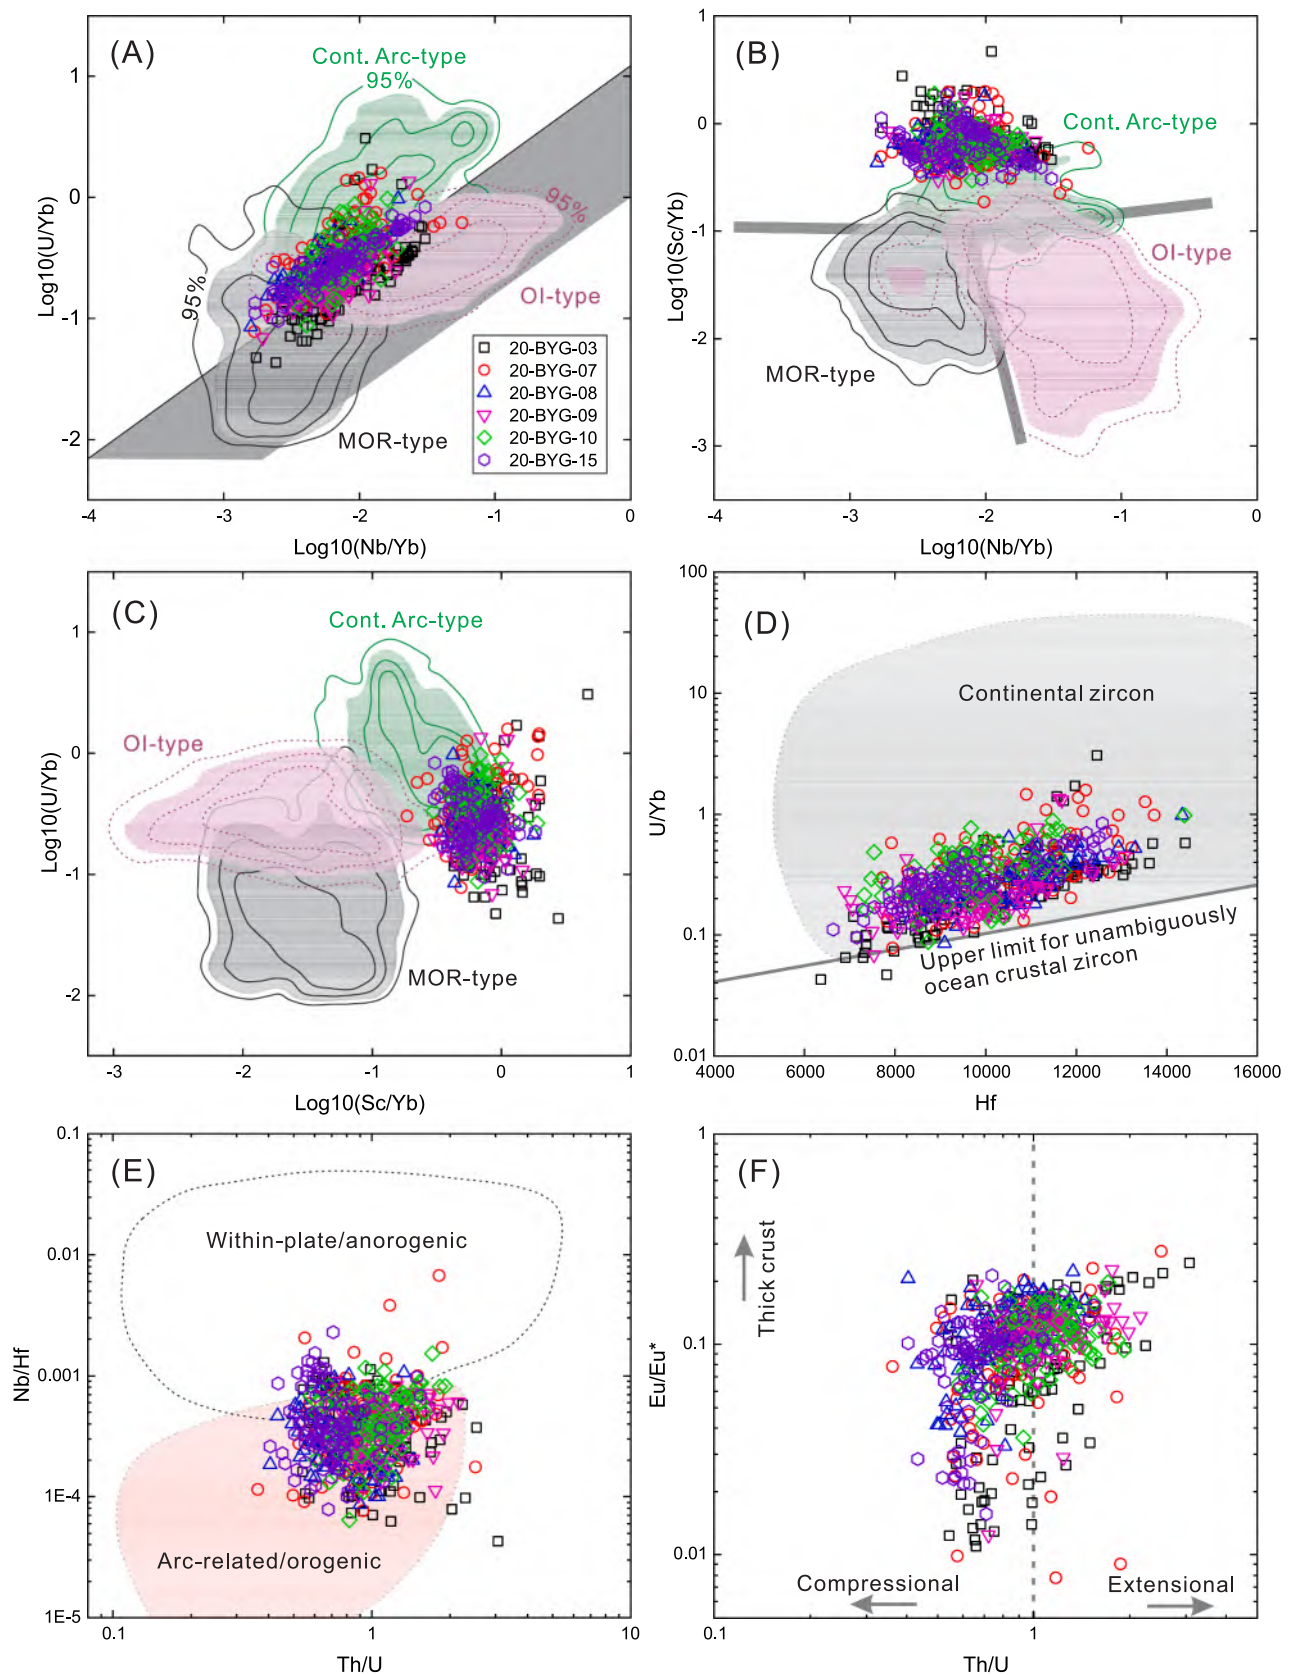 (A)
Cont. Arc-type
95%
95%
95%
OI-type
MOR-type
20-BYG-03
20-BYG-07
20-BYG-08
20-BYG-09
20-BYG-10
20-BYG-15
Log10(U/Yb)
1
0
-1
-2
-4
-3
-2
-1
0
Log10(Nb/Yb)
(B)
Cont. Arc-type
OI-type
MOR-type
Log10(Sc/Yb)
1
0
-1
-2
-3
-4
-4
-3
-2
-1
0
Log10(Nb/Yb)
(C)
Cont. Arc-type
OI-type
MOR-type
Log10(U/Yb)
1
0
-1
-2
-3
-2
-1
0
1
Log10(Sc/Yb)
(D)
Continental zircon
Upper limit for unambiguously
ocean crustal zircon
U/Yb
100
10
1
0.1
0.01
4000
6000
8000
10000
12000
14000
16000
Hf
(E)
Within-plate/anorogenic
Arc-related/orogenic
Nb/Hf
0.1
0.01
0.001
1E-4
1E-5
0.1
1
10
Th/U
(F)
Thick crust
Compressional
Extensional
Eu/Eu*
1
0.1
0.01
0.1
1
Th/U